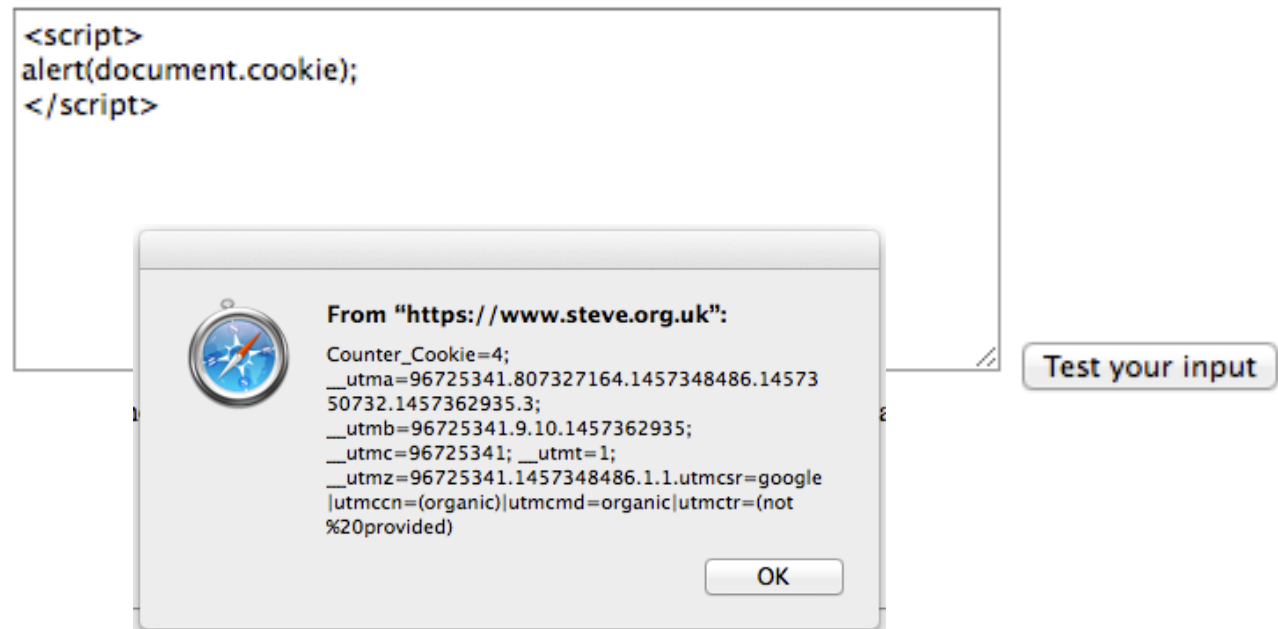 <script>
alert(document.cookie);
</script>
From “https://www.steve.org.uk”:
Counter_Cookie=4;
__utma=96725341.807327164.1457348486.14573
50732.1457362935.3;
__utmb=96725341.9.10.1457362935;
__utmc=96725341; __utmt=1;
__utmz=96725341.1457348486.1.1.utmcsr=google
|utmccn=(organic)|utmcmd=organic|utmctr=(not
%20provided)
OK
Test your input